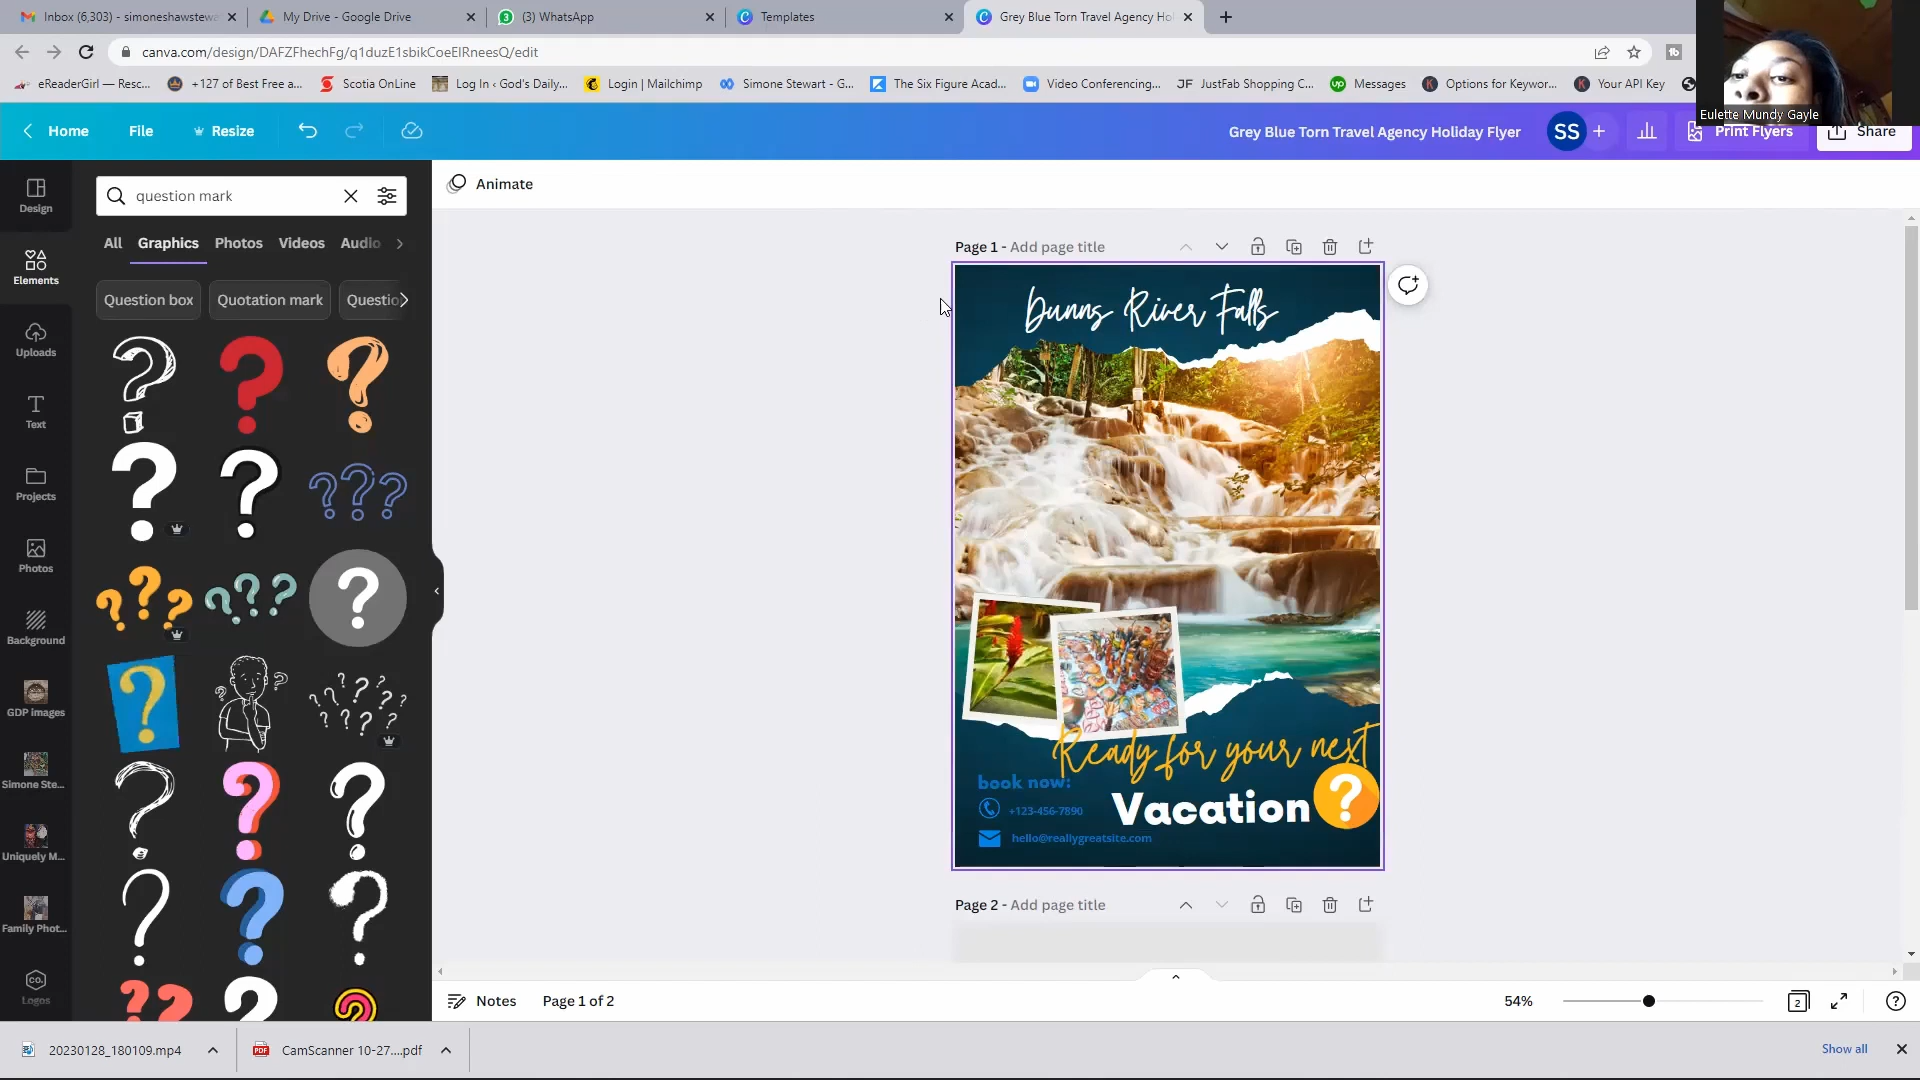 Inbox (6,303) - simoneshawstewa
My Drive - Google Drive
(3) WhatsApp
Templates
Grey Blue Torn Travel Agency Ho
canva.com/design/DAFZFhechFg/q1duzE1sbikCoeEIRneesQ/edit
eReaderGirl — Resc...
+127 of Best Free a...
Scotia OnLine
Log In ‹ God's Daily...
Login | Mailchimp
Simone Stewart - G...
The Six Figure Acad...
Video Conferencing...
JF JustFab Shopping C...
Messages
Options for Keywor...
Your API Key
Eulette Mundy Gayle
Home
File
Resize
Grey Blue Torn Travel Agency Holiday Flyer
SS
Print Flyers
Share
question mark
Animate
All
Graphics
Photos
Videos
Audio
Question box
Quotation mark
Questio
Design
Elements
Uploads
Text
Projects
Photos
Background
GDP images
Simone Ste...
Uniquely M...
Family Phot...
Logos
Page 1 - Add page title
Dunns River Falls
Ready for your next
book now:
+123-456-7890
Vacation
?
hello@reallygreatsite.com
Page 2 - Add page title
Notes
Page 1 of 2
54%
2
20230128_180109.mp4
CamScanner 10-27....pdf
Show all